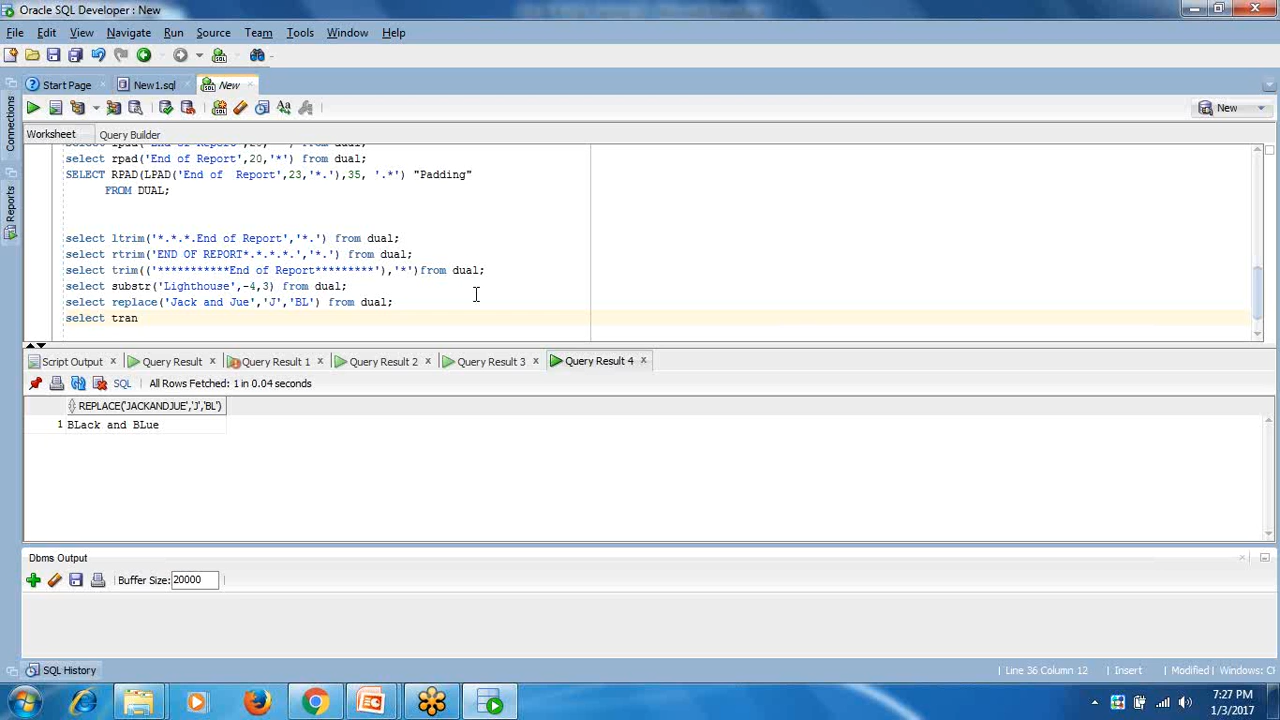 Oracle SQL Developer : New
File Edit View Navigate Run Source Team Tools Window Help
Start Page New1.sql New
New
Worksheet Query Builder
select rpad('End of Report',20,'*') from dual;
SELECT RPAD(LPAD('End of  Report',23,'*.'),35, '.*') "Padding"
FROM DUAL;
select ltrim('*.*.*.End of Report','*.') from dual;
select rtrim('END OF REPORT*.*.*.*.','*.') from dual;
select trim(('***********End of Report*********'),'*')from dual;
select substr('Lighthouse',-4,3) from dual;
select replace('Jack and Jue','J','BL') from dual;
select tran
Script Output Query Result Query Result 1 Query Result 2 Query Result 3 Query Result 4
SQL All Rows Fetched: 1 in 0.04 seconds
REPLACE('JACKANDJUE','J','BL')
1 BLack and BLue
Dbms Output
Buffer Size: 20000
SQL History Line 36 Column 12 Insert Modified Windows: Cl
7:27 PM
1/3/2017
Connections
Reports